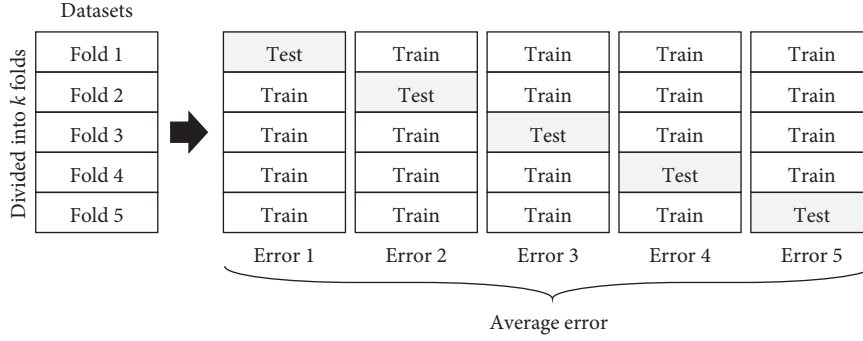 Datasets
Divided into k folds
Fold 1 Test Train Train Train Train
Fold 2 Train Test Train Train Train
Fold 3 Train Train Test Train Train
Fold 4 Train Train Train Test Train
Fold 5 Train Train Train Train Test
Error 1 Error 2 Error 3 Error 4 Error 5
Average error